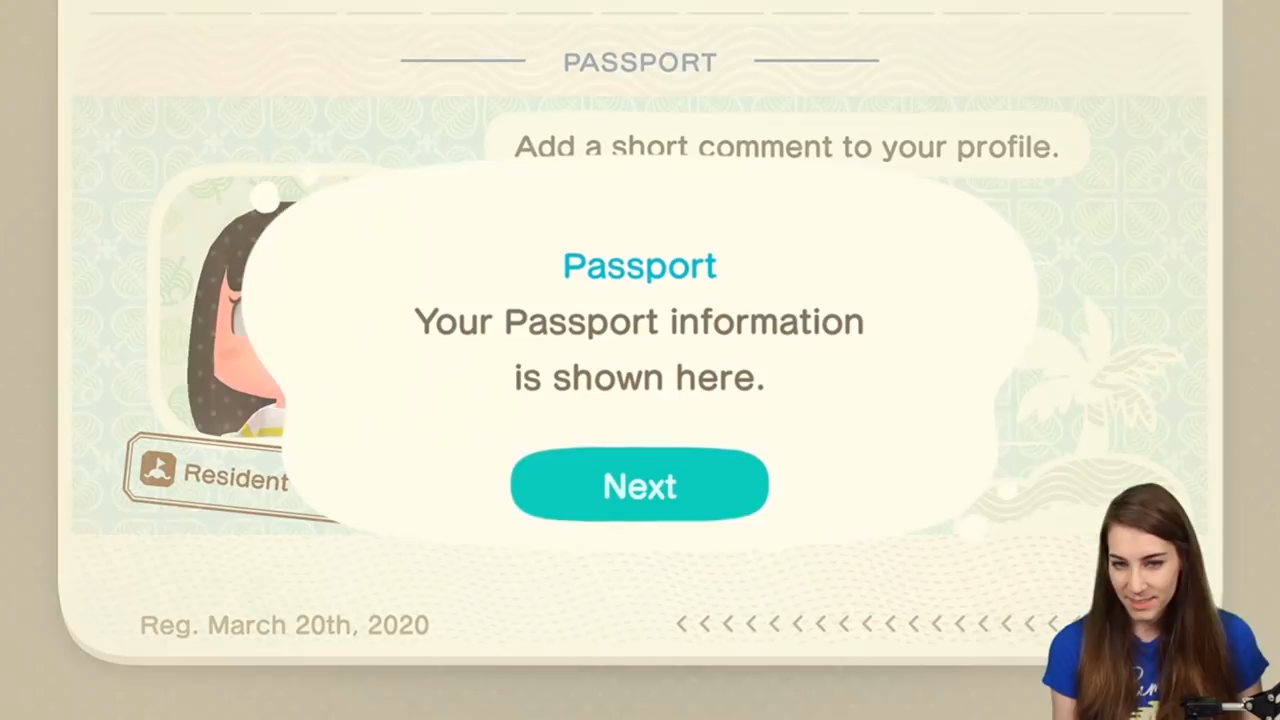 PASSPORT
Add a short comment to your profile.
Passport
Your Passport information
is shown here.
Next
Resident
Reg. March 20th, 2020
<<<<<<<<<<<<<<<<<